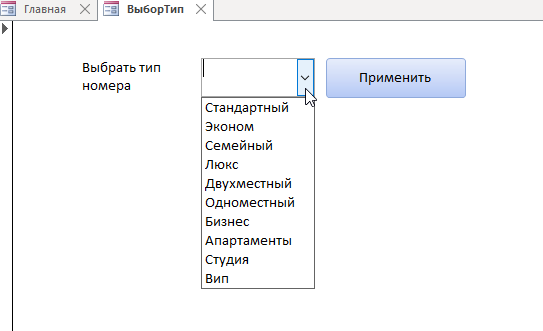 Главная
ВыборТип
Выбрать тип
номера
Применить
Стандартный
Эконом
Семейный
Люкс
Двухместный
Одноместный
Бизнес
Апартаменты
Студия
Вип